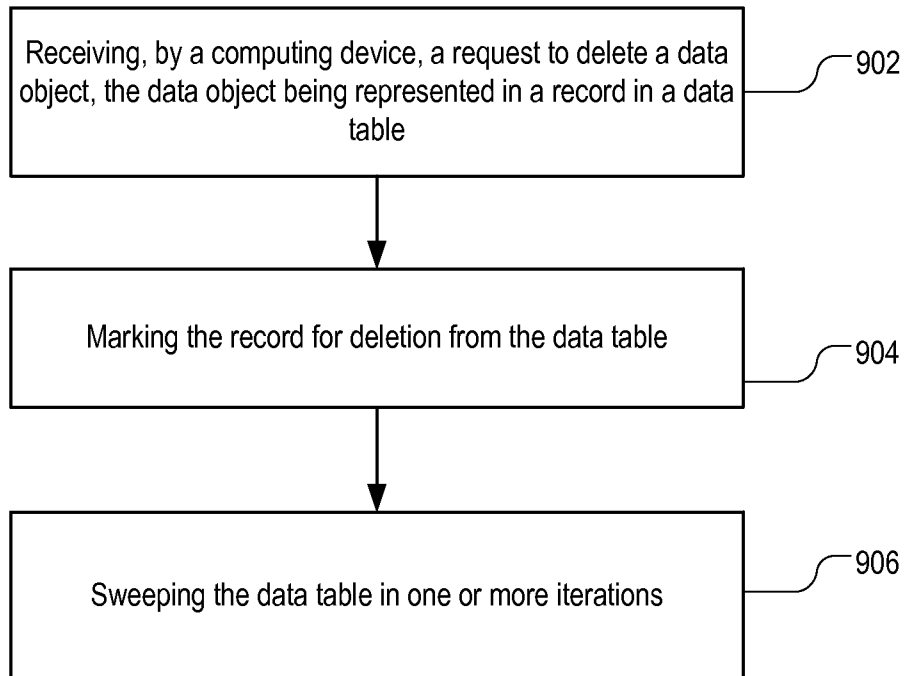 Receiving, by a computing device, a request to delete a data
object, the data object being represented in a record in a data
table
902
Marking the record for deletion from the data table
904
Sweeping the data table in one or more iterations
906